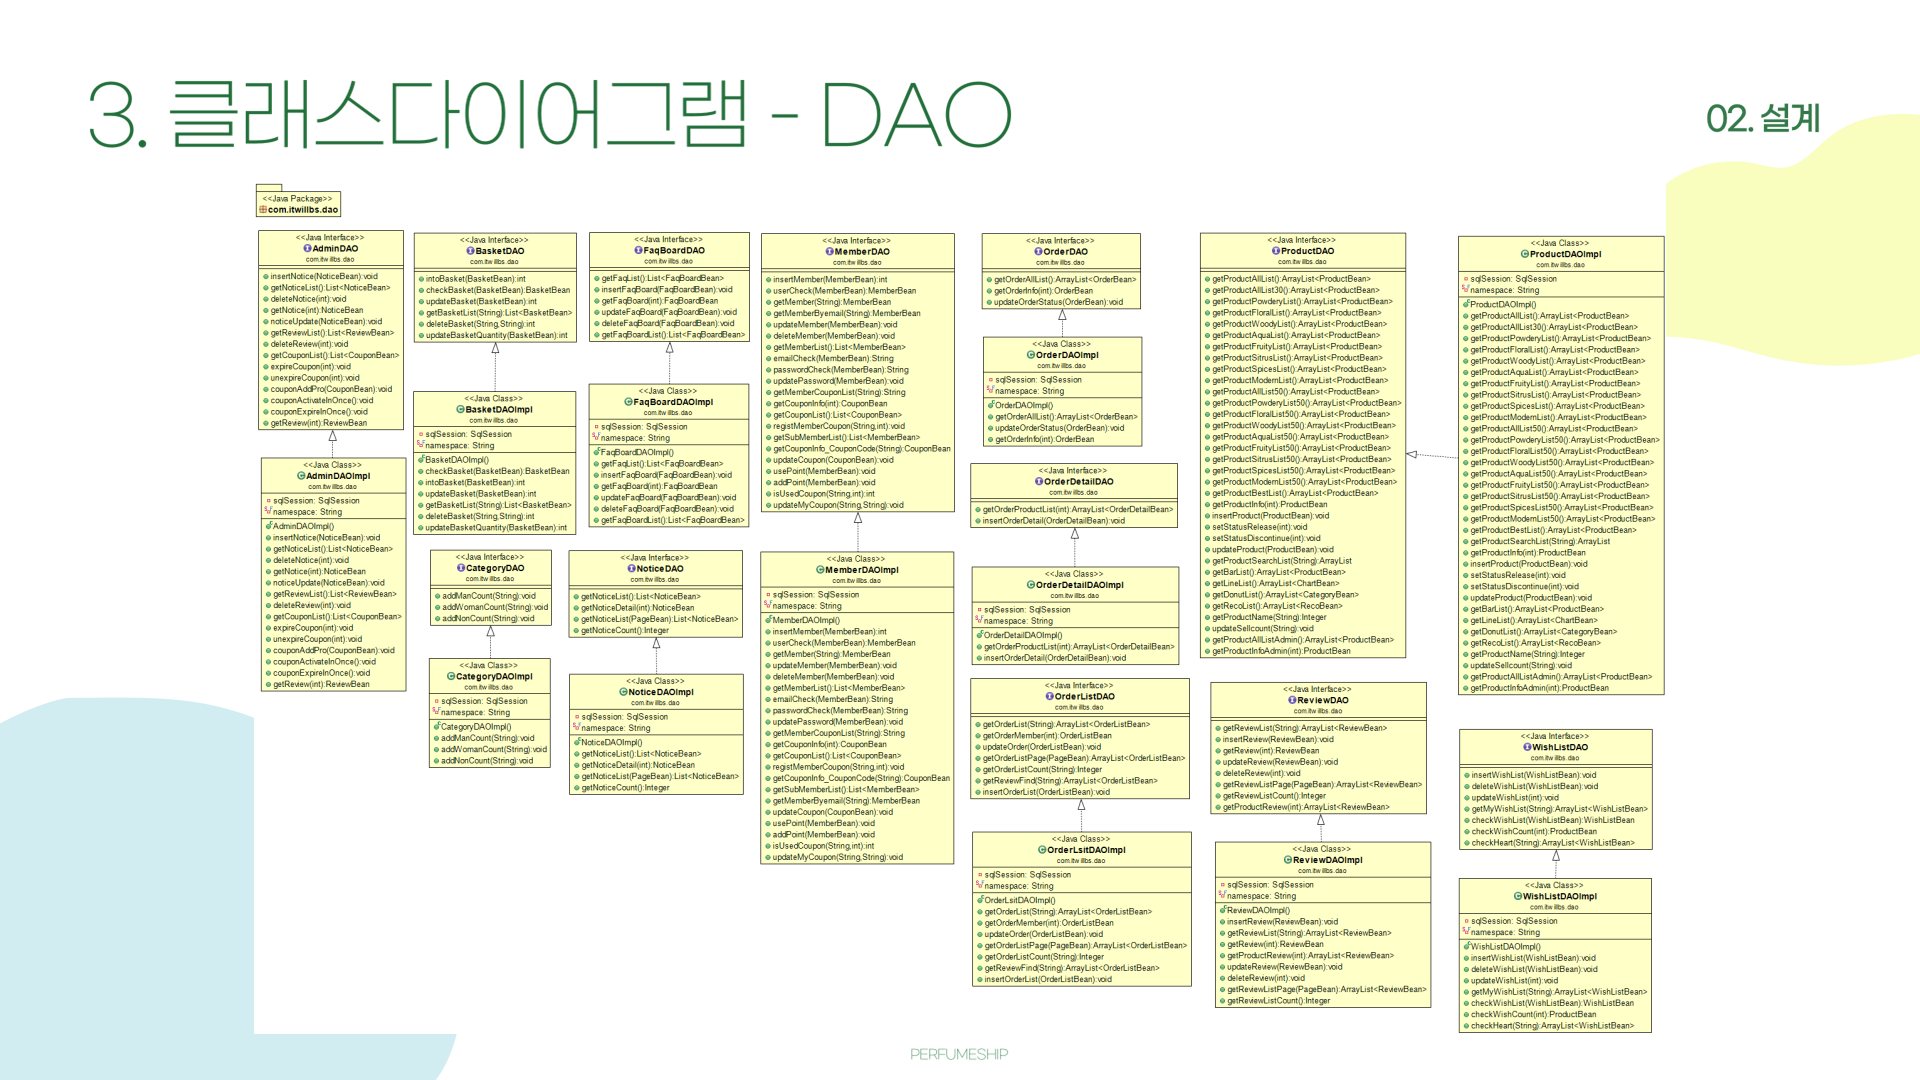 3. 클래스다이어그램 - DAO
02. 설계
<<Java Package>>
com.itwillbs.dao
<<Java Interface>>
AdminDAO
com.itwillbs.dao
insertNotice(NoticeBean):void
getNoticeList():List<NoticeBean>
deleteNotice(int):void
getNotice(int):NoticeBean
noticeUpdate(NoticeBean):void
getReviewList():List<ReviewBean>
deleteReview(int):void
getCouponList():List<CouponBean>
expireCoupon(int):void
unexpireCoupon(int):void
couponAddPro(CouponBean):void
couponActivateInOnce():void
couponExpireInOnce():void
getReview(int):ReviewBean
<<Java Class>>
AdminDAOImpl
com.itwillbs.dao
sqlSession: SqlSession
namespace: String
AdminDAOImpl()
insertNotice(NoticeBean):void
getNoticeList():List<NoticeBean>
deleteNotice(int):void
getNotice(int):NoticeBean
noticeUpdate(NoticeBean):void
getReviewList():List<ReviewBean>
deleteReview(int):void
getCouponList():List<CouponBean>
expireCoupon(int):void
unexpireCoupon(int):void
couponAddPro(CouponBean):void
couponActivateInOnce():void
couponExpireInOnce():void
getReview(int):ReviewBean
<<Java Interface>>
BasketDAO
com.itwillbs.dao
intoBasket(BasketBean):int
checkBasket(BasketBean):BasketBean
updateBasket(BasketBean):int
getBasketList(String):List<BasketBean>
deleteBasket(String,String):int
updateBasketQuantity(BasketBean):int
<<Java Class>>
BasketDAOImpl
com.itwillbs.dao
sqlSession: SqlSession
namespace: String
BasketDAOImpl()
checkBasket(BasketBean):BasketBean
intoBasket(BasketBean):int
updateBasket(BasketBean):int
getBasketList(String):List<BasketBean>
deleteBasket(String,String):int
updateBasketQuantity(BasketBean):int
<<Java Interface>>
CategoryDAO
com.itwillbs.dao
addManCount(String):void
addWomanCount(String):void
addNonCount(String):void
<<Java Class>>
CategoryDAOImpl
com.itwillbs.dao
sqlSession: SqlSession
namespace: String
CategoryDAOImpl()
addManCount(String):void
addWomanCount(String):void
addNonCount(String):void
<<Java Interface>>
FaqBoardDAO
com.itwillbs.dao
getFaqList():List<FaqBoardBean>
insertFaqBoard(FaqBoardBean):void
getFaqBoard(int):FaqBoardBean
updateFaqBoard(FaqBoardBean):void
deleteFaqBoard(FaqBoardBean):void
getFaqBoardList():List<FaqBoardBean>
<<Java Class>>
FaqBoardDAOImpl
com.itwillbs.dao
sqlSession: SqlSession
namespace: String
FaqBoardDAOImpl()
getFaqList():List<FaqBoardBean>
insertFaqBoard(FaqBoardBean):void
getFaqBoard(int):FaqBoardBean
updateFaqBoard(FaqBoardBean):void
deleteFaqBoard(FaqBoardBean):void
getFaqBoardList():List<FaqBoardBean>
<<Java Interface>>
NoticeDAO
com.itwillbs.dao
getNoticeList():List<NoticeBean>
getNoticeDetail(int):NoticeBean
getNoticeList(PageBean):List<NoticeBean>
getNoticeCount():Integer
<<Java Class>>
NoticeDAOImpl
com.itwillbs.dao
sqlSession: SqlSession
namespace: String
NoticeDAOImpl()
getNoticeList():List<NoticeBean>
getNoticeDetail(int):NoticeBean
getNoticeList(PageBean):List<NoticeBean>
getNoticeCount():Integer
<<Java Interface>>
MemberDAO
com.itwillbs.dao
insertMember(MemberBean):int
userCheck(MemberBean):MemberBean
getMember(String):MemberBean
getMemberByemail(String):MemberBean
updateMember(MemberBean):void
deleteMember(MemberBean):void
getMemberList():List<MemberBean>
emailCheck(MemberBean):String
passwordCheck(MemberBean):String
updatePassword(MemberBean):void
getMemberCouponList(String):String
getCouponInfo(int):CouponBean
getCouponList():List<CouponBean>
registMemberCoupon(String,int):void
getSubMemberList():List<MemberBean>
getCouponInfo_CouponCode(String):CouponBean
updateCoupon(CouponBean):void
usePoint(MemberBean):void
addPoint(MemberBean):void
isUsedCoupon(String,int):int
updateMyCoupon(String,String):void
<<Java Class>>
MemberDAOImpl
com.itwillbs.dao
sqlSession: SqlSession
namespace: String
MemberDAOImpl()
insertMember(MemberBean):int
userCheck(MemberBean):MemberBean
getMember(String):MemberBean
updateMember(MemberBean):void
deleteMember(MemberBean):void
getMemberList():List<MemberBean>
emailCheck(MemberBean):String
passwordCheck(MemberBean):String
updatePassword(MemberBean):void
getMemberCouponList(String):String
getCouponInfo(int):CouponBean
getCouponList():List<CouponBean>
registMemberCoupon(String,int):void
getCouponInfo_CouponCode(String):CouponBean
getSubMemberList():List<MemberBean>
getMemberByemail(String):MemberBean
updateCoupon(CouponBean):void
usePoint(MemberBean):void
addPoint(MemberBean):void
isUsedCoupon(String,int):int
updateMyCoupon(String,String):void
<<Java Interface>>
OrderDAO
com.itwillbs.dao
getOrderAllList():ArrayList<OrderBean>
getOrderInfo(int):OrderBean
updateOrderStatus(OrderBean):void
<<Java Class>>
OrderDAOImpl
com.itwillbs.dao
sqlSession: SqlSession
namespace: String
OrderDAOImpl()
getOrderAllList():ArrayList<OrderBean>
updateOrderStatus(OrderBean):void
getOrderInfo(int):OrderBean
<<Java Interface>>
OrderDetailDAO
com.itwillbs.dao
getOrderProductList(int):ArrayList<OrderDetailBean>
insertOrderDetail(OrderDetailBean):void
<<Java Class>>
OrderDetailDAOImpl
com.itwillbs.dao
sqlSession: SqlSession
namespace: String
OrderDetailDAOImpl()
getOrderProductList(int):ArrayList<OrderDetailBean>
insertOrderDetail(OrderDetailBean):void
<<Java Interface>>
OrderListDAO
com.itwillbs.dao
getOrderList(String):ArrayList<OrderListBean>
getOrderMember(int):OrderListBean
updateOrder(OrderListBean):void
getOrderListPage(PageBean):ArrayList<OrderListBean>
getOrderListCount(String):Integer
getReviewFind(String):ArrayList<OrderListBean>
insertOrderList(OrderListBean):void
<<Java Class>>
OrderLsitDAOImpl
com.itwillbs.dao
sqlSession: SqlSession
namespace: String
OrderLsitDAOImpl()
getOrderList(String):ArrayList<OrderListBean>
getOrderMember(int):OrderListBean
updateOrder(OrderListBean):void
getOrderListPage(PageBean):ArrayList<OrderListBean>
getOrderListCount(String):Integer
getReviewFind(String):ArrayList<OrderListBean>
insertOrderList(OrderListBean):void
<<Java Interface>>
ProductDAO
com.itwillbs.dao
getProductAllList():ArrayList<ProductBean>
getProductAllList30():ArrayList<ProductBean>
getProductPowderyList():ArrayList<ProductBean>
getProductFloralList():ArrayList<ProductBean>
getProductWoodyList():ArrayList<ProductBean>
getProductAquaList():ArrayList<ProductBean>
getProductFruityList():ArrayList<ProductBean>
getProductSitrusList():ArrayList<ProductBean>
getProductSpicesList():ArrayList<ProductBean>
getProductModernList():ArrayList<ProductBean>
getProductAllList50():ArrayList<ProductBean>
getProductPowderyList50():ArrayList<ProductBean>
getProductFloralList50():ArrayList<ProductBean>
getProductWoodyList50():ArrayList<ProductBean>
getProductAquaList50():ArrayList<ProductBean>
getProductFruityList50():ArrayList<ProductBean>
getProductSitrusList50():ArrayList<ProductBean>
getProductSpicesList50():ArrayList<ProductBean>
getProductModernList50():ArrayList<ProductBean>
getProductBestList():ArrayList<ProductBean>
getProductInfo(int):ProductBean
insertProduct(ProductBean):void
setStatusRelease(int):void
setStatusDiscontinue(int):void
updateProduct(ProductBean):void
getProductSearchList(String):ArrayList
getBarList():ArrayList<ProductBean>
getLineList():ArrayList<ChartBean>
getDonutList():ArrayList<CategoryBean>
getRecoList():ArrayList<RecoBean>
getProductName(String):Integer
updateSellcount(String):void
getProductAllListAdmin():ArrayList<ProductBean>
getProductInfoAdmin(int):ProductBean
<<Java Class>>
ProductDAOImpl
com.itwillbs.dao
sqlSession: SqlSession
namespace: String
ProductDAOImpl()
getProductAllList():ArrayList<ProductBean>
getProductAllList30():ArrayList<ProductBean>
getProductPowderyList():ArrayList<ProductBean>
getProductFloralList():ArrayList<ProductBean>
getProductWoodyList():ArrayList<ProductBean>
getProductAquaList():ArrayList<ProductBean>
getProductFruityList():ArrayList<ProductBean>
getProductSitrusList():ArrayList<ProductBean>
getProductSpicesList():ArrayList<ProductBean>
getProductModernList():ArrayList<ProductBean>
getProductAllList50():ArrayList<ProductBean>
getProductPowderyList50():ArrayList<ProductBean>
getProductFloralList50():ArrayList<ProductBean>
getProductWoodyList50():ArrayList<ProductBean>
getProductAquaList50():ArrayList<ProductBean>
getProductFruityList50():ArrayList<ProductBean>
getProductSitrusList50():ArrayList<ProductBean>
getProductSpicesList50():ArrayList<ProductBean>
getProductModernList50():ArrayList<ProductBean>
getProductBestList():ArrayList<ProductBean>
getProductSearchList(String):ArrayList
getProductInfo(int):ProductBean
insertProduct(ProductBean):void
setStatusRelease(int):void
setStatusDiscontinue(int):void
updateProduct(ProductBean):void
getBarList():ArrayList<ProductBean>
getLineList():ArrayList<ChartBean>
getDonutList():ArrayList<CategoryBean>
getRecoList():ArrayList<RecoBean>
getProductName(String):Integer
updateSellcount(String):void
getProductAllListAdmin():ArrayList<ProductBean>
getProductInfoAdmin(int):ProductBean
<<Java Interface>>
ReviewDAO
com.itwillbs.dao
getReviewList(String):ArrayList<ReviewBean>
insertReview(ReviewBean):void
getReview(int):ReviewBean
updateReview(ReviewBean):void
deleteReview(int):void
getReviewListPage(PageBean):ArrayList<ReviewBean>
getReviewListCount():Integer
getProductReview(int):ArrayList<ReviewBean>
<<Java Class>>
ReviewDAOImpl
com.itwillbs.dao
sqlSession: SqlSession
namespace: String
ReviewDAOImpl()
insertReview(ReviewBean):void
getReviewList(String):ArrayList<ReviewBean>
getReview(int):ReviewBean
getProductReview(int):ArrayList<ReviewBean>
updateReview(ReviewBean):void
deleteReview(int):void
getReviewListPage(PageBean):ArrayList<ReviewBean>
getReviewListCount():Integer
<<Java Interface>>
WishListDAO
com.itwillbs.dao
insertWishList(WishListBean):void
deleteWishList(WishListBean):void
updateWishList(int):void
getMyWishList(String):ArrayList<WishListBean>
checkWishList(WishListBean):WishListBean
checkWishCount(int):ProductBean
checkHeart(String):ArrayList<WishListBean>
<<Java Class>>
WishListDAOImpl
com.itwillbs.dao
sqlSession: SqlSession
namespace: String
WishListDAOImpl()
insertWishList(WishListBean):void
deleteWishList(WishListBean):void
updateWishList(int):void
getMyWishList(String):ArrayList<WishListBean>
checkWishList(WishListBean):WishListBean
checkWishCount(int):ProductBean
checkHeart(String):ArrayList<WishListBean>
PERFUMESHIP